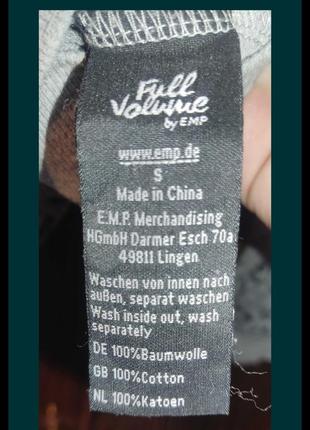 Full
Volume
by EMP
www.emp.de
S
Made in China
E.M.P. Merchandising
HGmbH Darmer Esch 70a
49811 Lingen
Waschen von innen nach
außen, separat waschen
Wash inside out, wash
separately
DE 100%Baumwolle
GB 100%Cotton
NL 100%Katoen